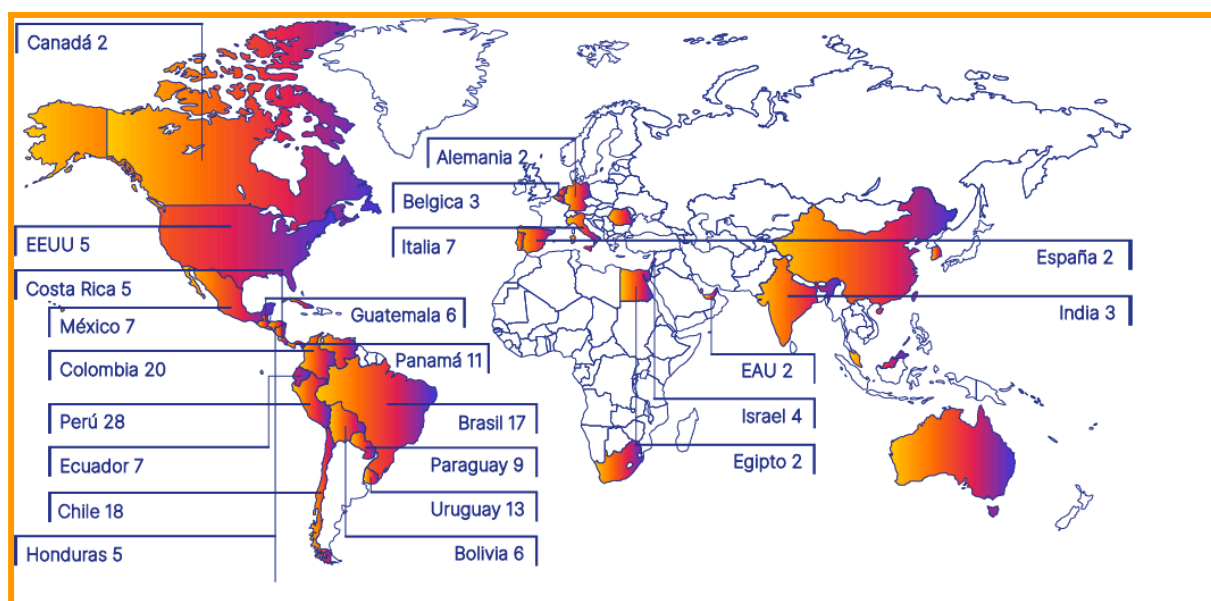 Canadá 2
Alemania 2
Belgica 3
EEUU 5
Italia 7
España 2
Costa Rica 5
México 7
Guatemala 6
India 3
Colombia 20
Panamá 11
EAU 2
Perú 28
Brasil 17
Israel 4
Ecuador 7
Paraguay 9
Egipto 2
Chile 18
Uruguay 13
Honduras 5
Bolivia 6